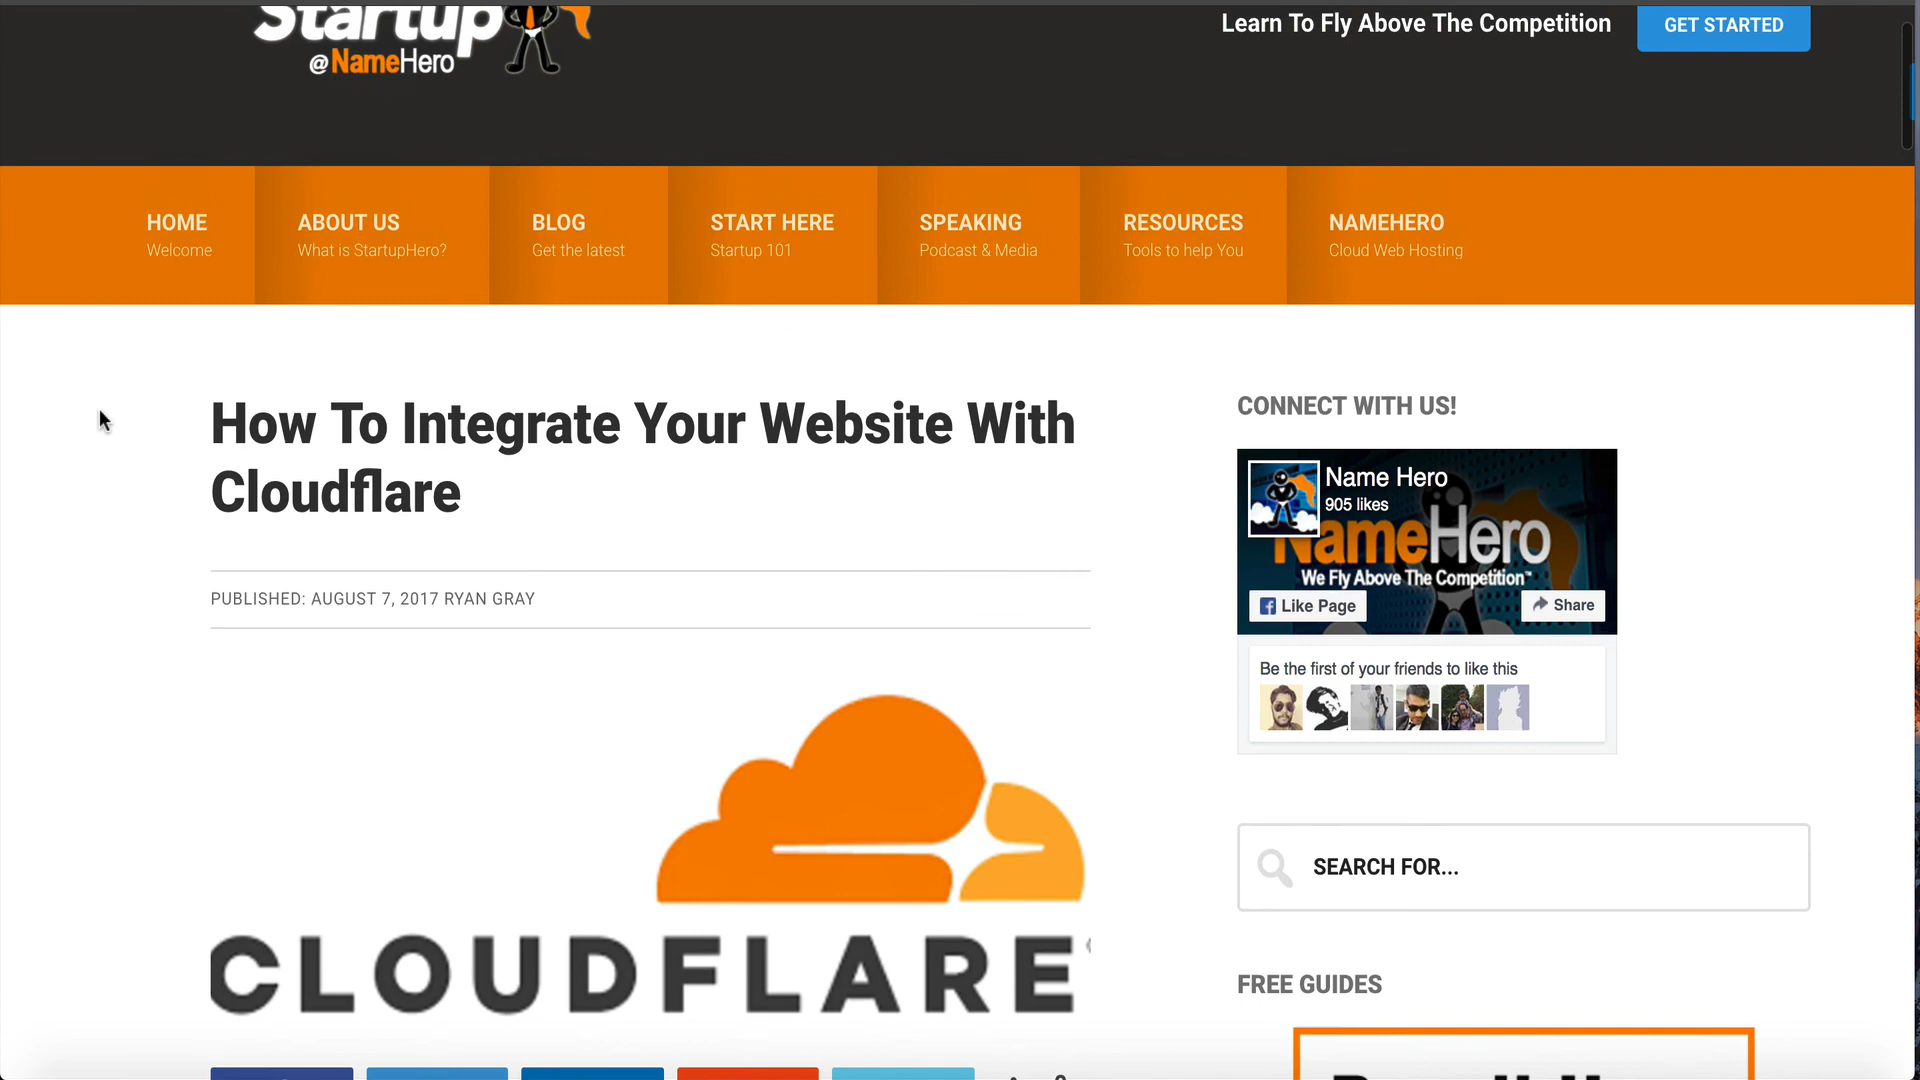 Startup
@NameHero
Learn To Fly Above The Competition
GET STARTED
HOME
Welcome
ABOUT US
What is StartupHero?
BLOG
Get the latest
START HERE
Startup 101
SPEAKING
Podcast & Media
RESOURCES
Tools to help You
NAMEHERO
Cloud Web Hosting
How To Integrate Your Website With
Cloudflare
PUBLISHED: AUGUST 7, 2017 RYAN GRAY
CLOUDFLARE
CONNECT WITH US!
Name Hero
905 likes
NameHero
We Fly Above The Competition™
Like Page
Share
Be the first of your friends to like this
SEARCH FOR...
FREE GUIDES